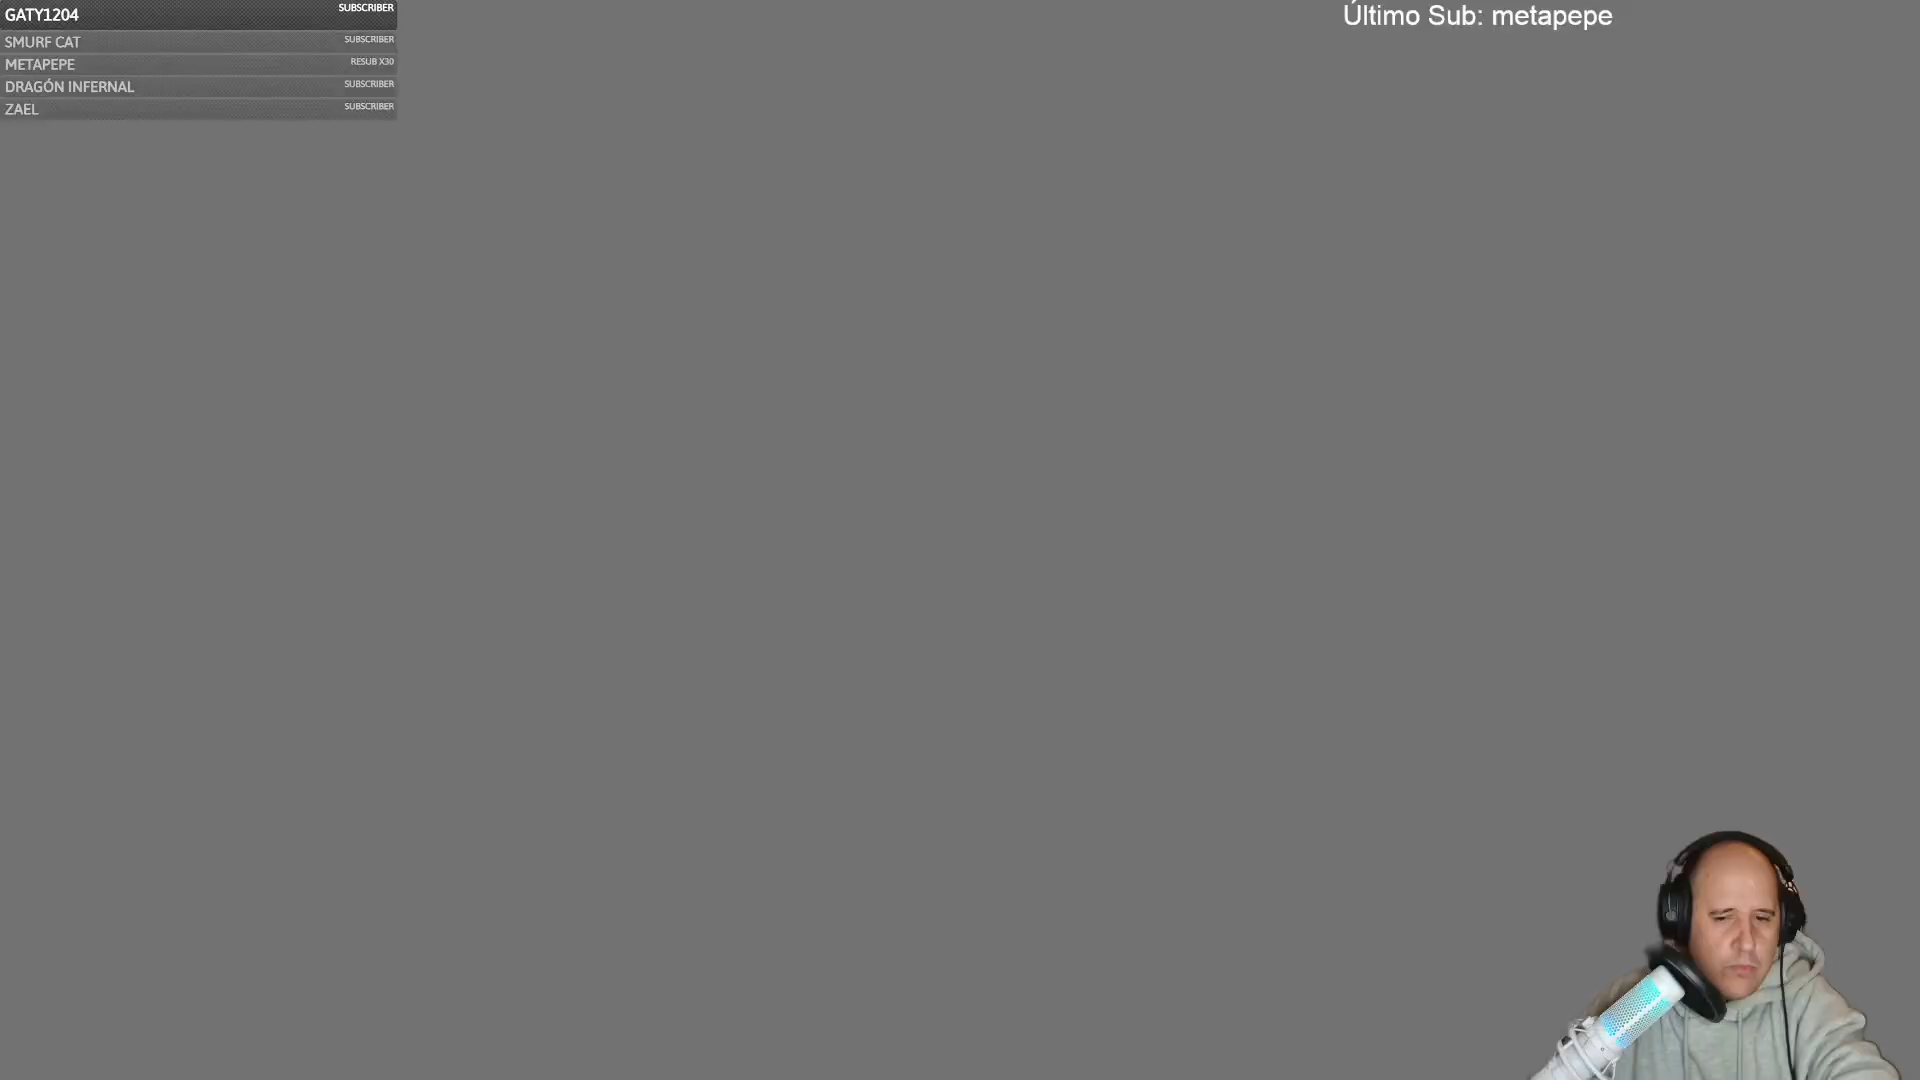 GATY1204 SUBSCRIBER
SMURF CAT SUBSCRIBER
METAPEPE RESUB X30
DRAGÓN INFERNAL SUBSCRIBER
ZAEL SUBSCRIBER
Último Sub: metapepe